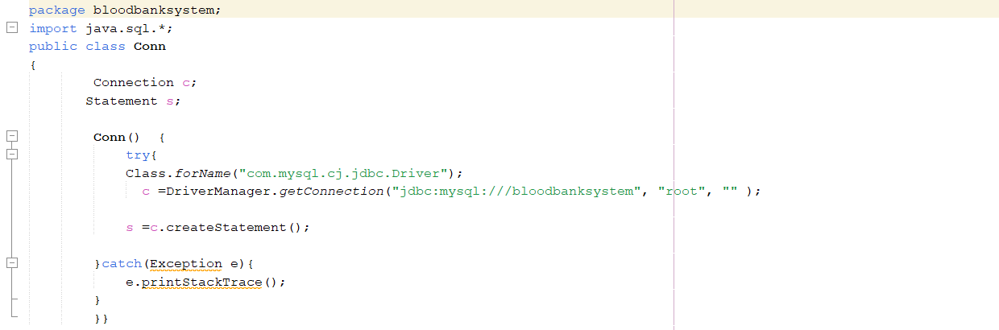 package bloodbanksystem;
import java.sql.*;
public class Conn
{
Connection c;
Statement s;
Conn()  {
try{
Class.forName("com.mysql.cj.jdbc.Driver");
c =DriverManager.getConnection("jdbc:mysql:///bloodbanksystem", "root", "" );
s =c.createStatement();
}catch(Exception e){
e.printStackTrace();
}
}}